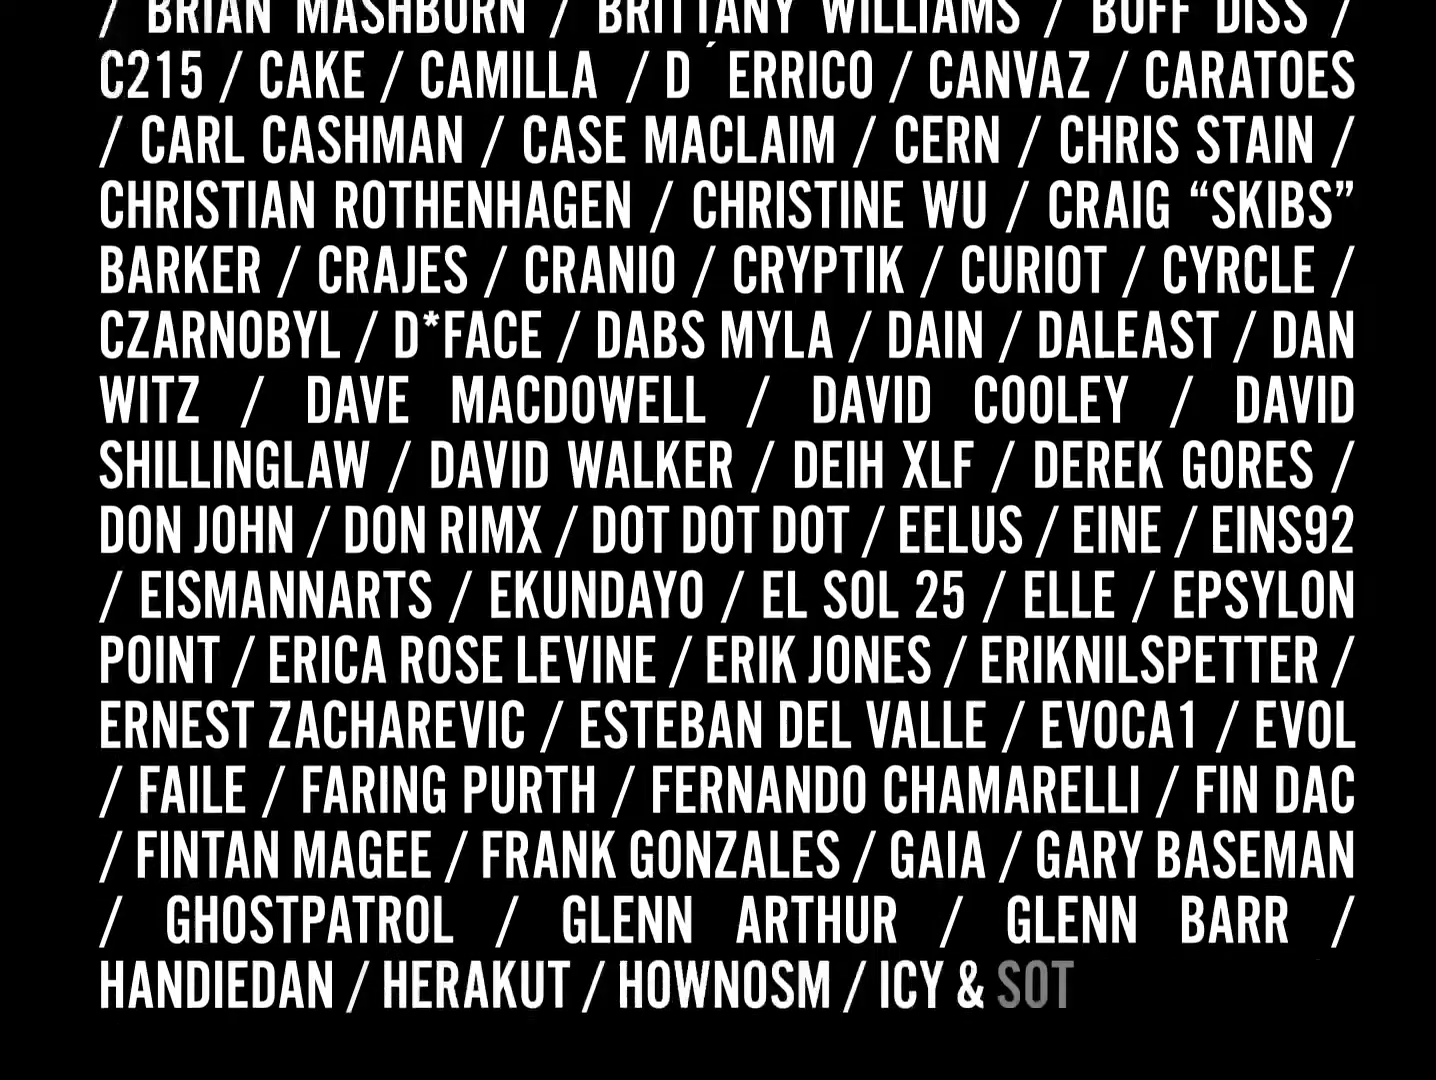 / BRIAN MASHBURN / BRITTANY WILLIAMS / BUFF DISS /
C215 / CAKE / CAMILLA / D´ERRICO / CANVAZ / CARATOES
/ CARL CASHMAN / CASE MACLAIM / CERN / CHRIS STAIN /
CHRISTIAN ROTHENHAGEN / CHRISTINE WU / CRAIG “SKIBS”
BARKER / CRAJES / CRANIO / CRYPTIK / CURIOT / CYRCLE /
CZARNOBYL / D*FACE / DABS MYLA / DAIN / DALEAST / DAN
WITZ / DAVE MACDOWELL / DAVID COOLEY / DAVID
SHILLINGLAW / DAVID WALKER / DEIH XLF / DEREK GORES /
DON JOHN / DON RIMX / DOT DOT DOT / EELUS / EINE / EINS92
/ EISMANNARTS / EKUNDAYO / EL SOL 25 / ELLE / EPSYLON
POINT / ERICA ROSE LEVINE / ERIK JONES / ERIKNILSPETTER /
ERNEST ZACHAREVIC / ESTEBAN DEL VALLE / EVOCA1 / EVOL
/ FAILE / FARING PURTH / FERNANDO CHAMARELLI / FIN DAC
/ FINTAN MAGEE / FRANK GONZALES / GAIA / GARY BASEMAN
/ GHOSTPATROL / GLENN ARTHUR / GLENN BARR /
HANDIEDAN / HERAKUT / HOWNOSM / ICY & SOT